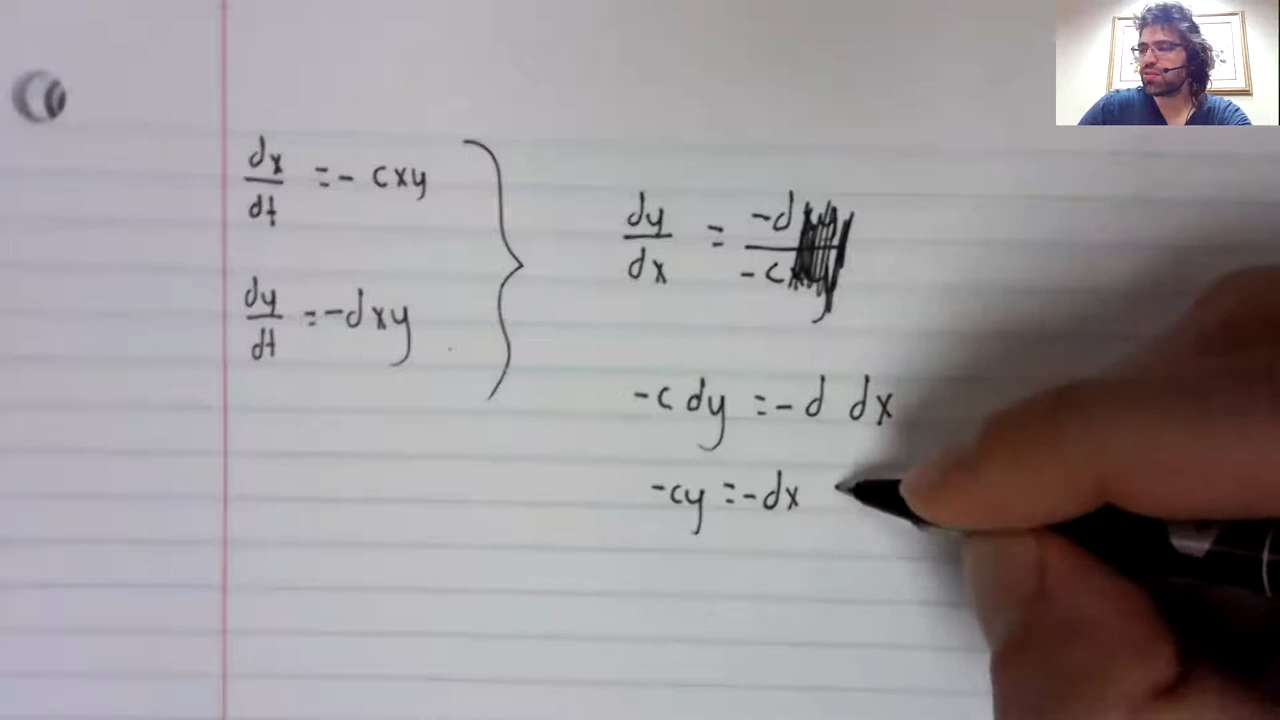 dx/dt = - cxy
dy/dt = -dxy
dy/dx = -d/-c
-c dy = -d dx
-cy = -dx